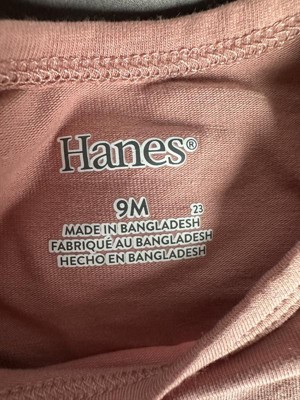 Hanes®
9M 23
MADE IN BANGLADESH
FABRIQUÉ AU BANGLADESH
HECHO EN BANGLADESH